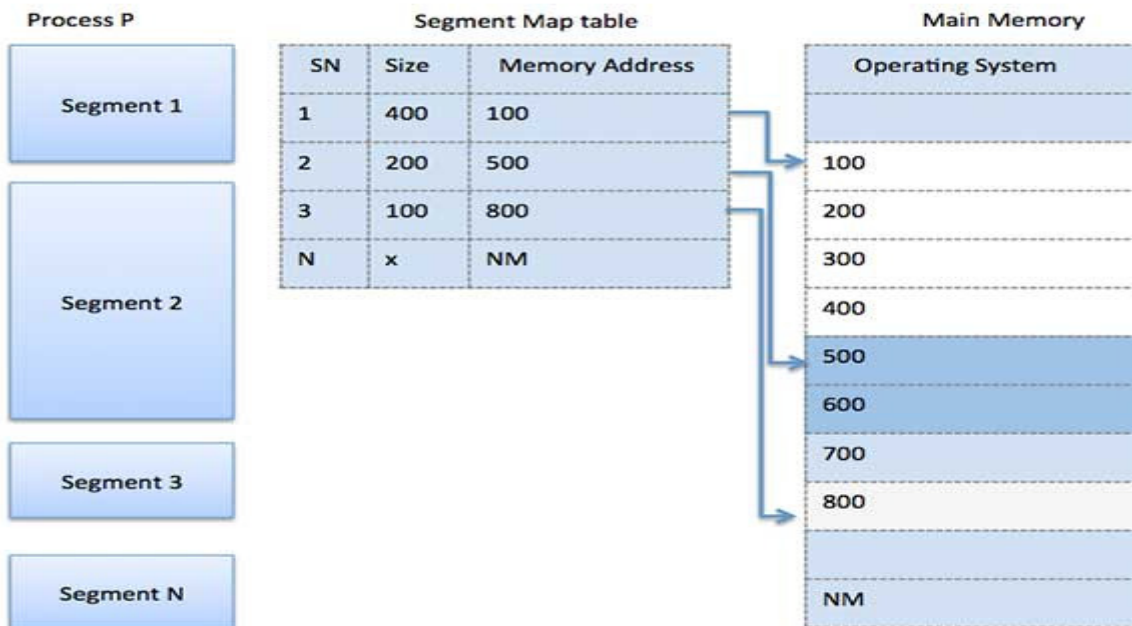 Process P
Segment 1
Segment 2
Segment 3
Segment N
Segment Map table
SN Size Memory Address
1 400 100
2 200 500
3 100 800
N x NM
Main Memory
Operating System
100
200
300
400
500
600
700
800
NM